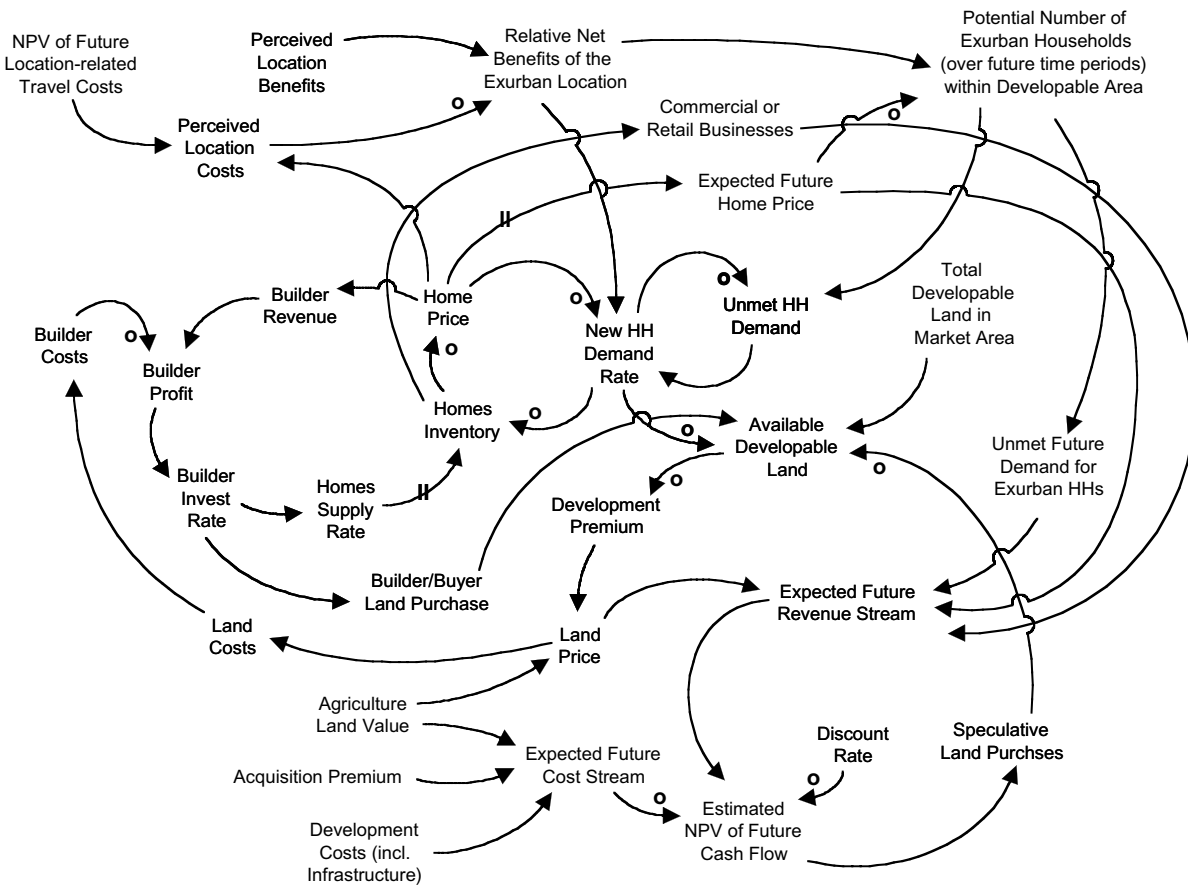 NPV of Future
Location-related
Travel Costs
Perceived
Location
Benefits
Relative Net
Benefits of the
Exurban Location
Potential Number of
Exurban Households
(over future time periods)
within Developable Area
o
o
Perceived
Location
Costs
Commercial or
Retail Businesses
Expected Future
Home Price
II
o
Unmet HH
Demand
Total
Developable
Land in
Market Area
Builder
Revenue
Home
Price
o
New HH
Demand
Rate
Builder
Costs
o
Builder
Profit
o
Homes
Inventory
o
o
Available
Developable
Land
Unmet Future
Demand for
Exurban HHs
o
o
Builder
Invest
Rate
Homes
Supply
Rate
II
Development
Premium
Builder/Buyer
Land Purchase
Expected Future
Revenue Stream
Land
Costs
Land
Price
Agriculture
Land Value
Acquisition Premium
Development
Costs (incl.
Infrastructure)
Expected Future
Cost Stream
o
Discount
Rate
o
Estimated
NPV of Future
Cash Flow
Speculative
Land Purchses